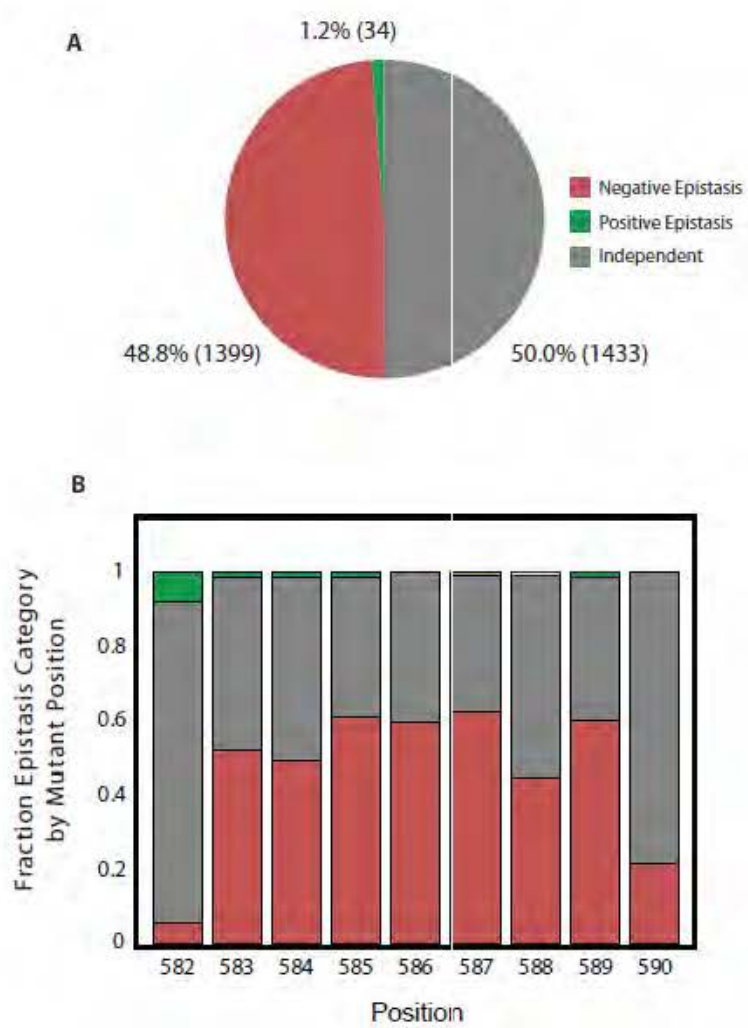 A
1.2% (34)
Negative Epistasis
Positive Epistasis
Independent
48.8% (1399)
50.0% (1433)
B
Fraction Epistasis Category
by Mutant Position
1
0.8
0.6
0.4
0.2
0
582 583 584 585 586 587 588 589 590
Position